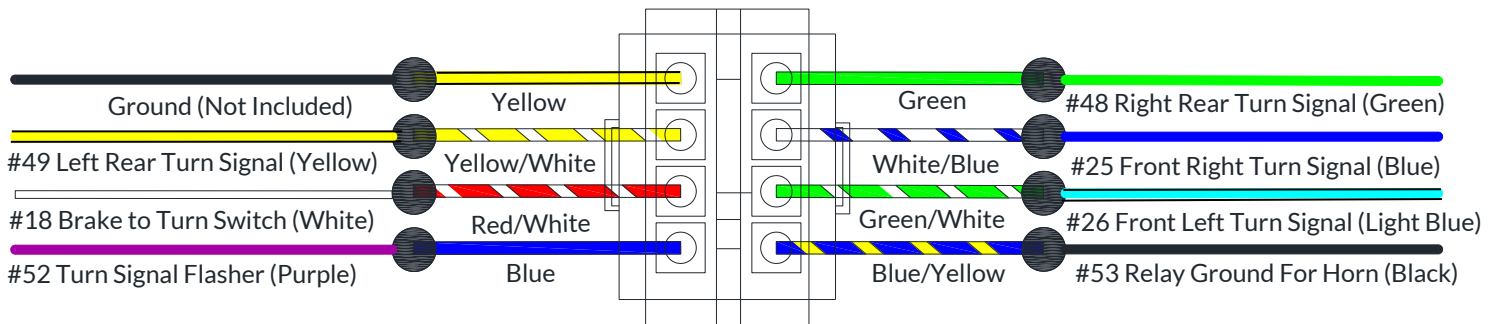 Ground (Not Included)
Yellow
Green
#48 Right Rear Turn Signal (Green)
#49 Left Rear Turn Signal (Yellow)
Yellow/White
White/Blue
#25 Front Right Turn Signal (Blue)
#18 Brake to Turn Switch (White)
Red/White
Green/White
#26 Front Left Turn Signal (Light Blue)
#52 Turn Signal Flasher (Purple)
Blue
Blue/Yellow
#53 Relay Ground For Horn (Black)